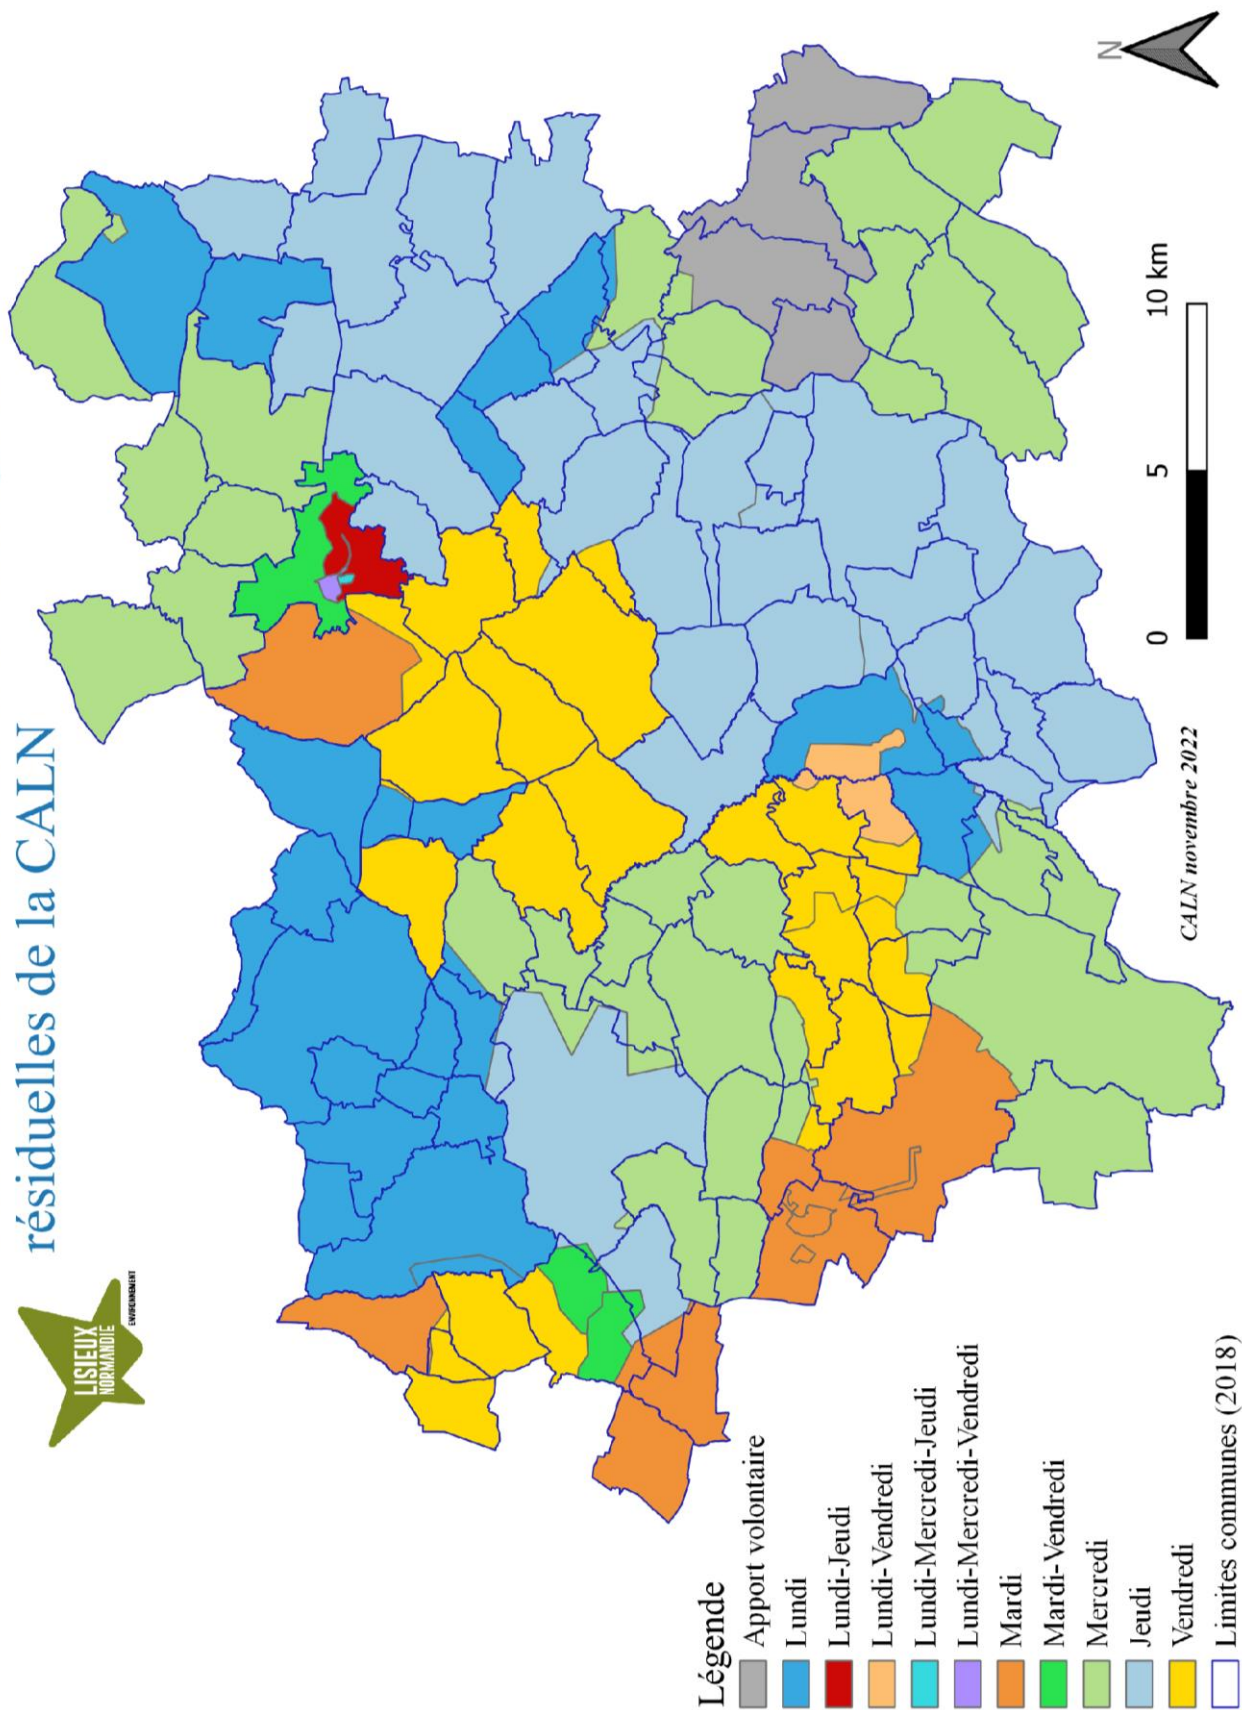 résiduelles de la CALN
LISIEUX
NORMANDIE
ENVIRONNEMENT
N
Légende
Apport volontaire
Lundi
Lundi-Jeudi
Lundi-Vendredi
Lundi-Mercredi-Jeudi
Lundi-Mercredi-Vendredi
Mardi
Mardi-Vendredi
Mercredi
Jeudi
Vendredi
Limites communes (2018)
CALN novembre 2022
0 5 10 km